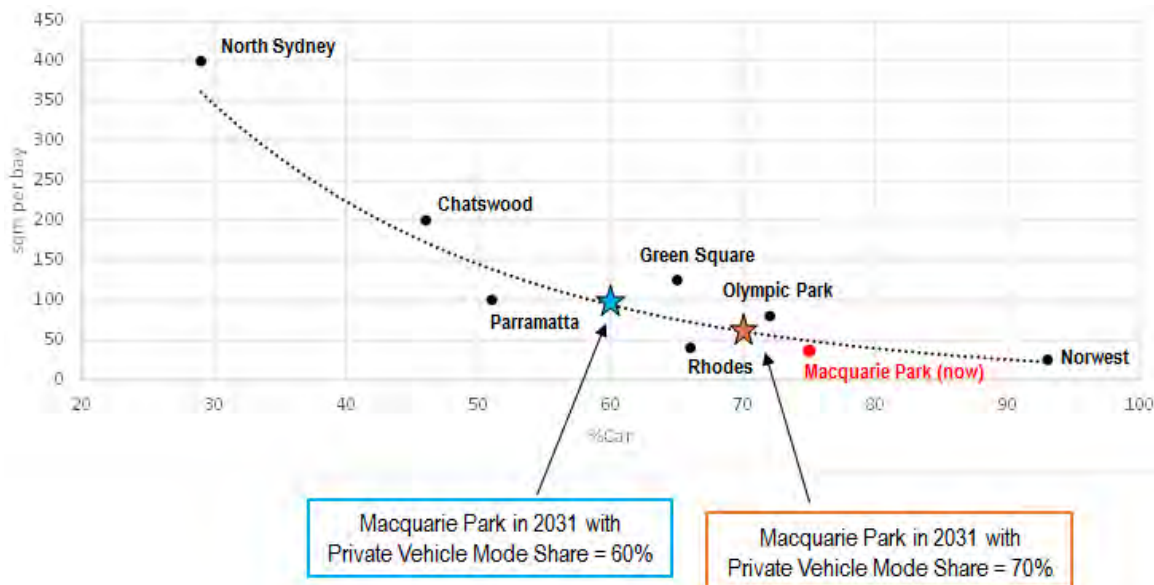 450
400
350
300
250
200
150
100
50
0
sqm per bay
North Sydney
Chatswood
Green Square
Olympic Park
Parramatta
Rhodes
Macquarie Park (now)
Norwest
20 30 40 50 60 70 80 90 100
%Car
Macquarie Park in 2031 with
Private Vehicle Mode Share = 60%
Macquarie Park in 2031 with
Private Vehicle Mode Share = 70%